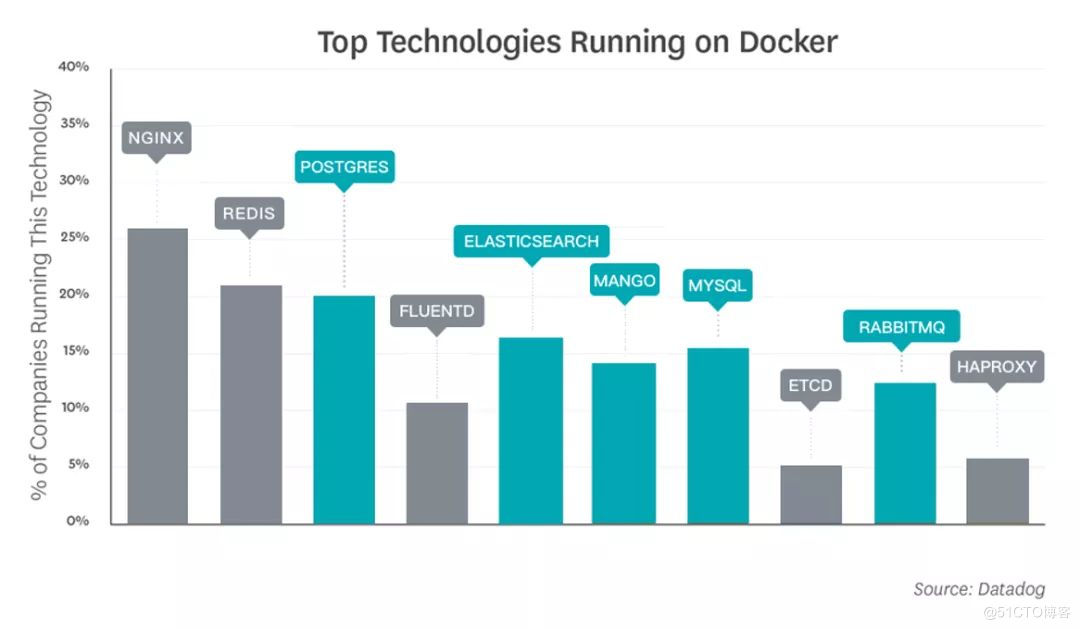 Top Technologies Running on Docker
% of Companies Running This Technology
40%
35%
30%
25%
20%
15%
10%
5%
0%
NGINX
REDIS
POSTGRES
FLUENTD
ELASTICSEARCH
MANGO
MYSQL
ETCD
RABBITMQ
HAPROXY
Source: Datadog
@51CTO博客